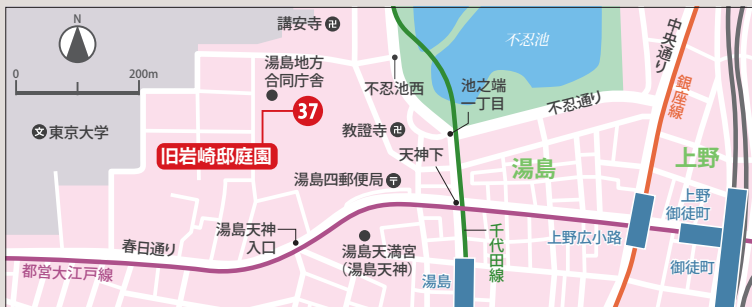 N
0
200m
講安寺
不忍池
中央通り
湯島地方
合同庁舎
不忍池西
池之端
一丁目
不忍通り
銀座線
37
東京大学
教證寺
旧岩崎邸庭園
天神下
湯島
上野
湯島四郵便局
上野
御徒町
湯島天神
入口
春日通り
湯島天満宮
(湯島天神)
千代田線
上野広小路
御徒町
都営大江戸線
湯島